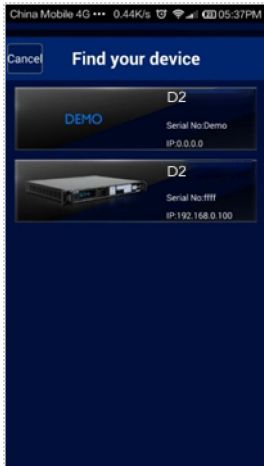 China Mobile 4G ••• 0.44K/s 05:37PM
Cancel Find your device
D2
DEMO
Serial No:Demo
IP:0.0.0.0
D2
Serial No:ffff
IP:192.168.0.100